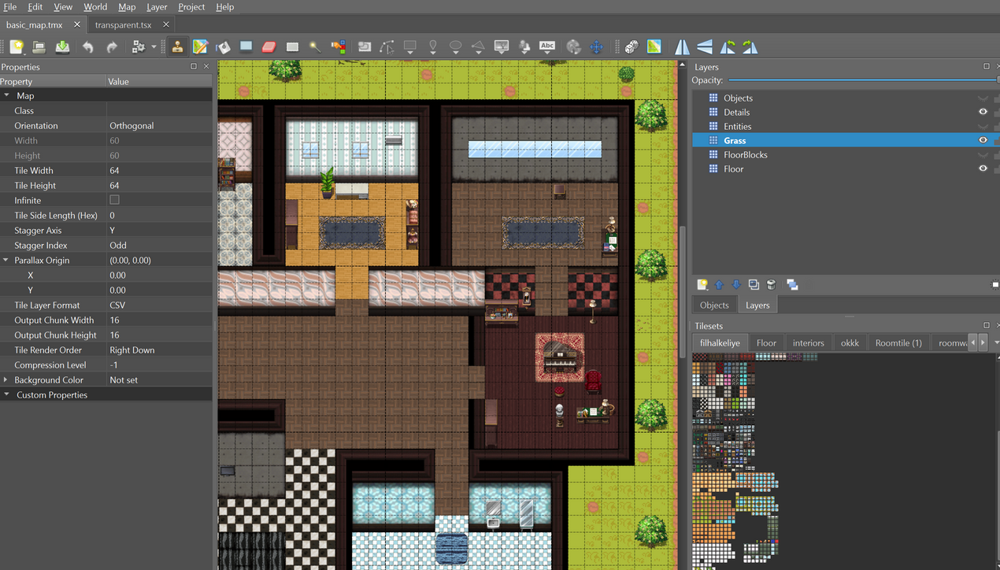 File Edit View World Map Layer Project Help
basic_map.tmx transparent.tsx
Abc
Properties
Property Value
Map
Class
Orientation Orthogonal
Width 60
Height 60
Tile Width 64
Tile Height 64
Infinite
Tile Side Length (Hex) 0
Stagger Axis Y
Stagger Index Odd
Parallax Origin (0.00, 0.00)
X 0.00
Y 0.00
Tile Layer Format CSV
Output Chunk Width 16
Output Chunk Height 16
Tile Render Order Right Down
Compression Level -1
Background Color Not set
Custom Properties
Layers
Opacity:
Objects
Details
Entities
Grass
FloorBlocks
Floor
Objects Layers
Tilesets
filhalkeliye Floor interiors okkk Roomtile (1) roomw